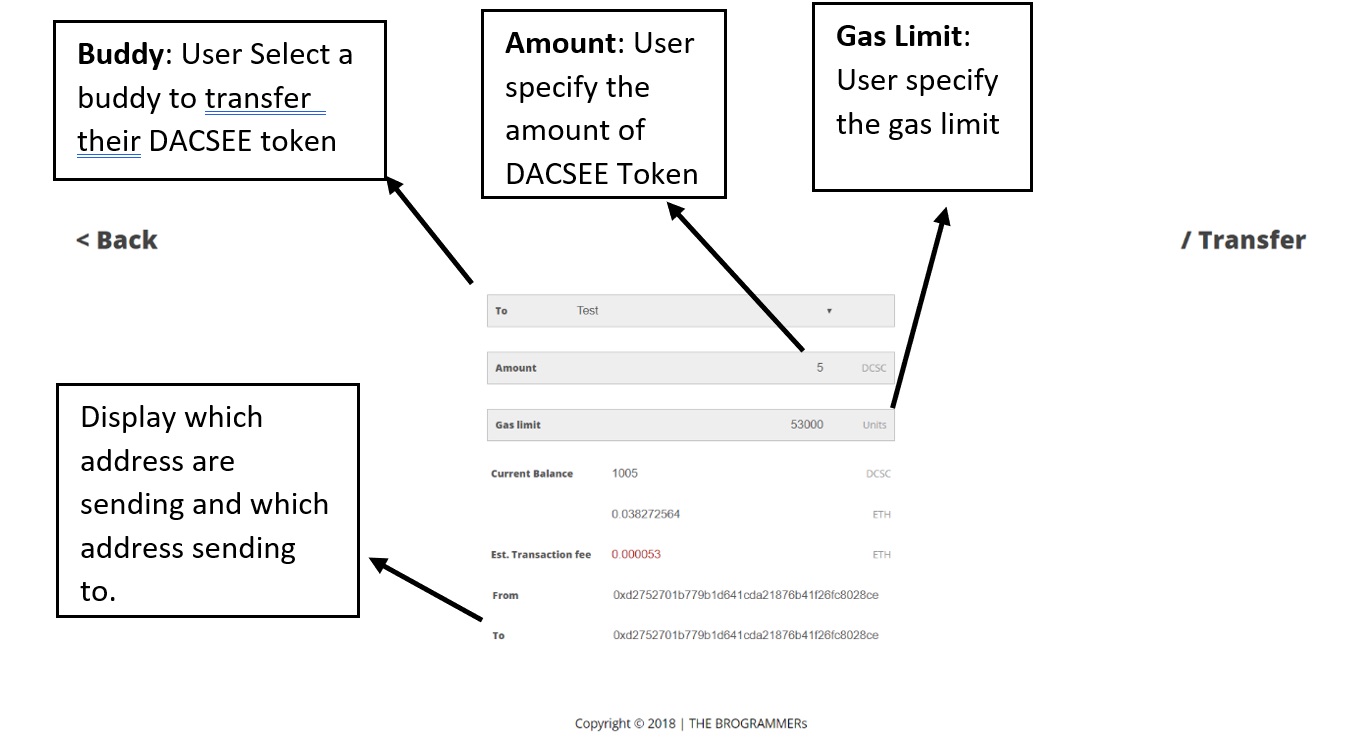 Buddy: User Select a
buddy to transfer
their DACSEE token
Amount: User
specify the
amount of
DACSEE Token
Gas Limit:
User specify
the gas limit
< Back
/ Transfer
To Test ▾
Amount 5 DCSC
Gas limit 53000 Units
Display which
address are
sending and which
address sending
to.
Current Balance 1005 DCSC
0.038272564 ETH
Est. Transaction fee 0.000053 ETH
From 0xd2752701b779b1d641cda21876b41f26fc8028ce
To 0xd2752701b779b1d641cda21876b41f26fc8028ce
Copyright © 2018 | THE BROGRAMMERs